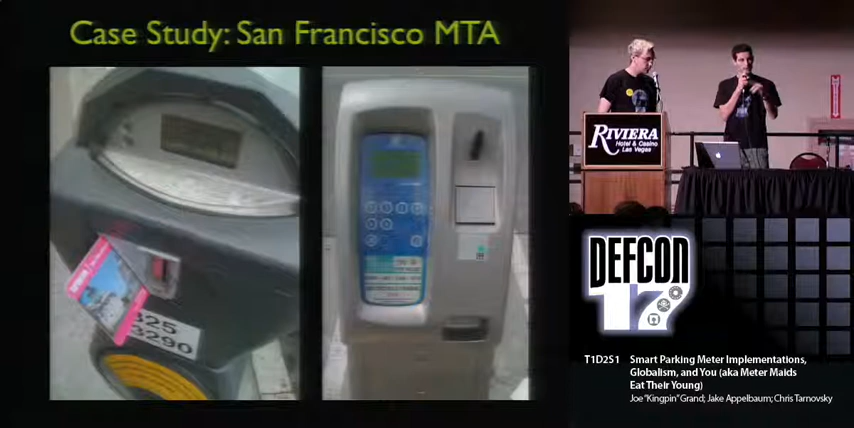 Case Study: San Francisco MTA
325
3290
RIVIERA
Hotel & Casino
Las Vegas
DEFCON
17
T1D2S1 Smart Parking Meter Implementations,
Globalism, and You (aka Meter Maids
Eat Their Young)
Joe "Kingpin" Grand; Jake Appelbaum; Chris Tarnovsky